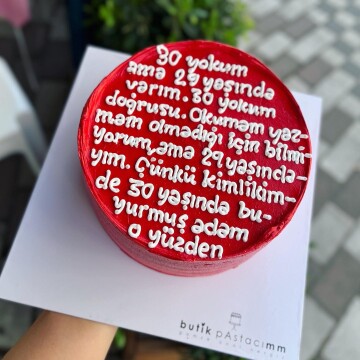 30 yokum
ama 29 yaşında
varım. 30 yokum
doğrusu. Okumam yaz-
mam olmadığı için bilmi-
yorum ama 29 yaşında-
yım. Çünkü kimlikim-
de 30 yaşında bu-
yurmuş adam
o yüzden
butik pAstacımm